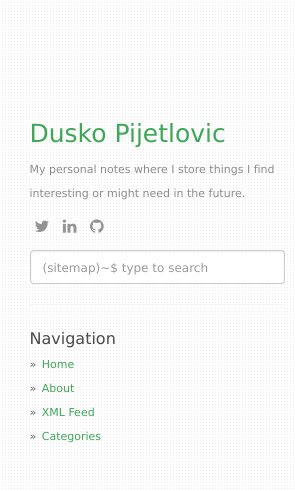 Dusko Pijetlovic
My personal notes where I store things I find
interesting or might need in the future.
(sitemap)~$ type to search
Navigation
» Home
» About
» XML Feed
» Categories